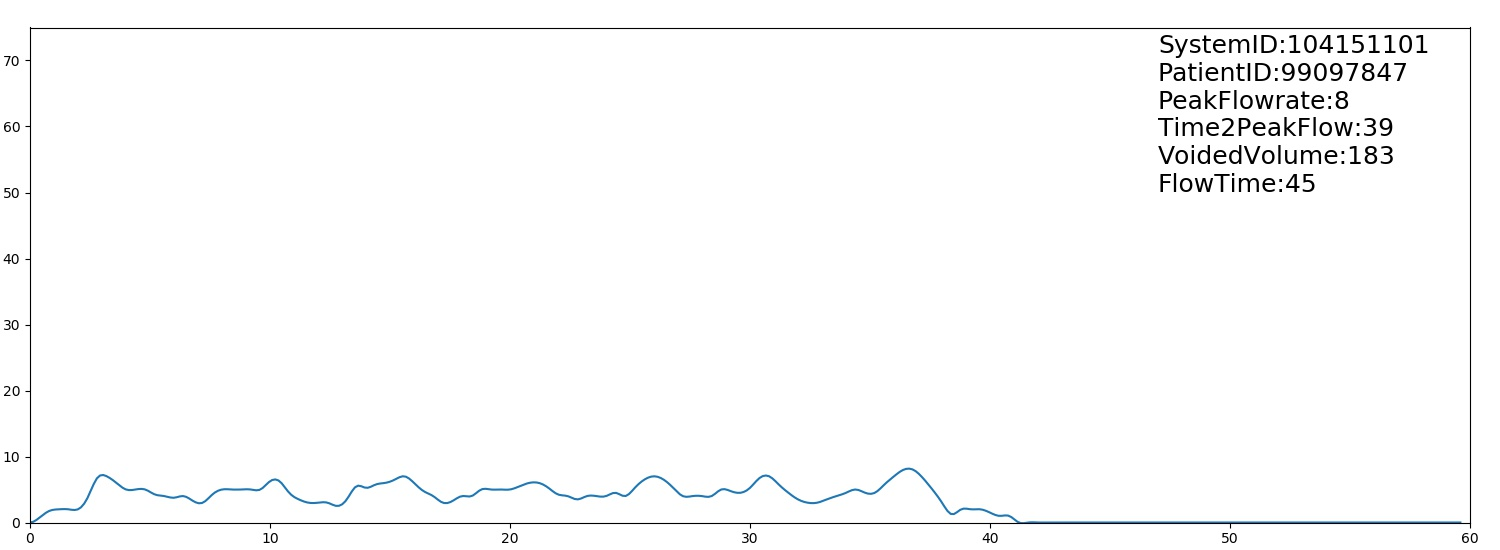 SystemID:104151101
PatientID:99097847
PeakFlowrate:8
Time2PeakFlow:39
VoidedVolume:183
FlowTime:45
70
60
50
40
30
20
10
0
0 10 20 30 40 50 60